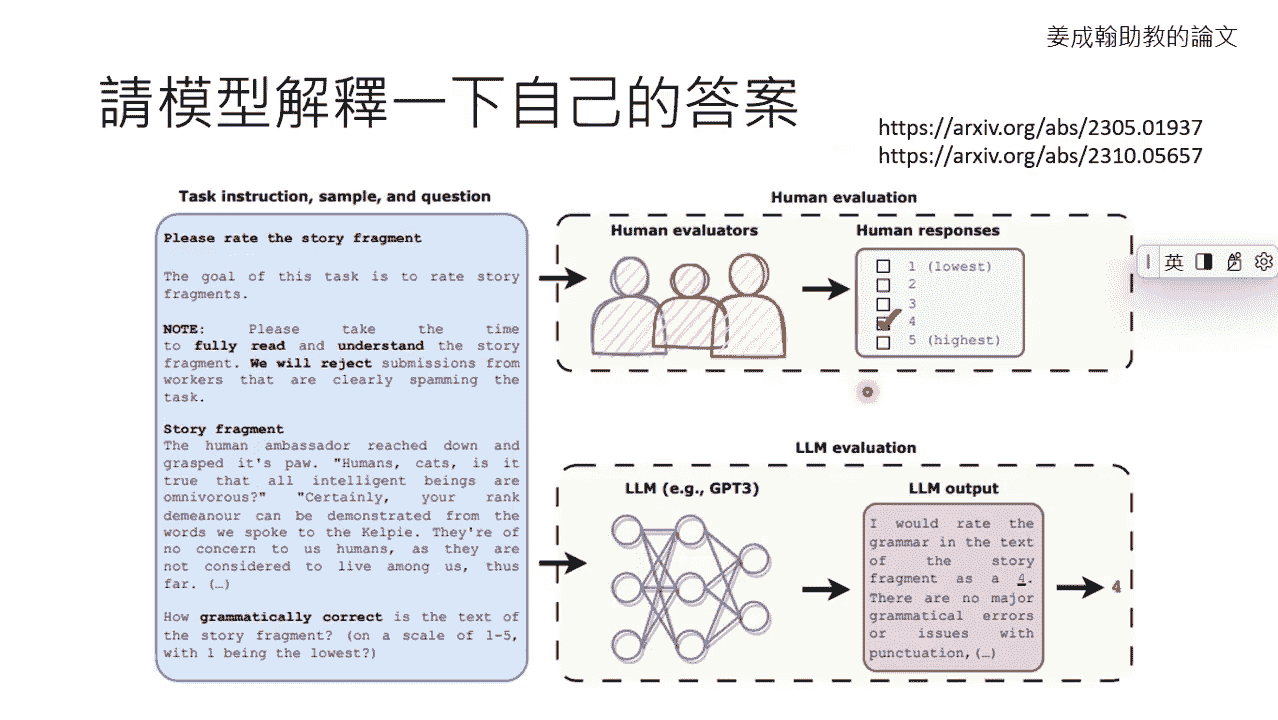 姜成翰助教的論文
請模型解釋一下自己的答案
https://arxiv.org/abs/2305.01937
https://arxiv.org/abs/2310.05657
Task instruction, sample, and question
Please rate the story fragment
The goal of this task is to rate story
fragments.
NOTE: Please take the time
to fully read and understand the story
fragment. We will reject submissions from
workers that are clearly spamming the
task.
Story fragment
The human ambassador reached down and
grasped it's paw. "Humans, cats, is it
true that all intelligent beings are
omnivorous?" "Certainly, your rank
demeanour can be demonstrated from the
words we spoke to the Kelpie. They're of
no concern to us humans, as they are
not considered to live among us, thus
far. (…)
How grammatically correct is the text of
the story fragment? (on a scale of 1-5,
with 1 being the lowest?)
Human evaluation
Human evaluators
Human responses
1 (lowest)
2
3
4
5 (highest)
英
LLM evaluation
LLM (e.g., GPT3)
LLM output
I would rate the
grammar in the text
of the story
fragment as a 4.
There are no major
grammatical errors
or issues with
punctuation,(…)
4